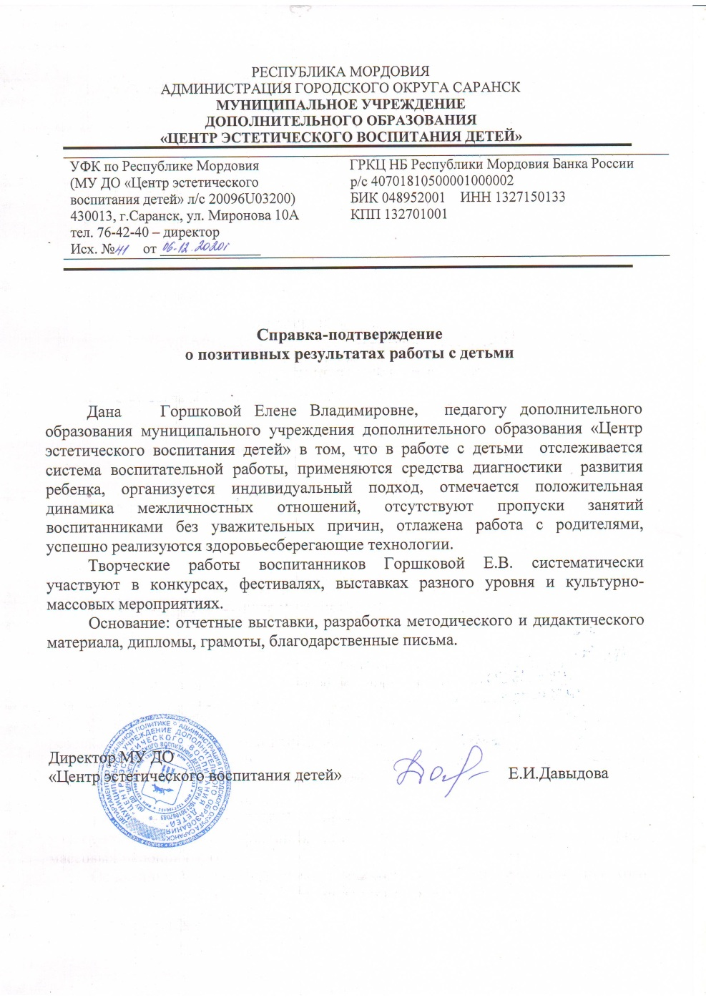 РЕСПУБЛИКА МОРДОВИЯ
АДМИНИСТРАЦИЯ ГОРОДСКОГО ОКРУГА САРАНСК
МУНИЦИПАЛЬНОЕ УЧРЕЖДЕНИЕ
ДОПОЛНИТЕЛЬНОГО ОБРАЗОВАНИЯ
«ЦЕНТР ЭСТЕТИЧЕСКОГО ВОСПИТАНИЯ ДЕТЕЙ»
УФК по Республике Мордовия
(МУ ДО «Центр эстетического
воспитания детей» л/с 20096U03200)
430013, г.Саранск, ул. Миронова 10А
тел. 76-42-40 – директор
Исх. №41 от 06.12.2020г
ГРКЦ НБ Республики Мордовия Банка России
р/с 40701810500001000002
БИК 048952001 ИНН 1327150133
КПП 132701001
Справка-подтверждение
о позитивных результатах работы с детьми
Дана Горшковой Елене Владимировне, педагогу дополнительного
образования муниципального учреждения дополнительного образования «Центр
эстетического воспитания детей» в том, что в работе с детьми отслеживается
система воспитательной работы, применяются средства диагностики развития
ребенка, организуется индивидуальный подход, отмечается положительная
динамика межличностных отношений, отсутствуют пропуски занятий
воспитанниками без уважительных причин, отлажена работа с родителями,
успешно реализуются здоровьесберегающие технологии.
Творческие работы воспитанников Горшковой Е.В. систематически
участвуют в конкурсах, фестивалях, выставках разного уровня и культурно-
массовых мероприятиях.
Основание: отчетные выставки, разработка методического и дидактического
материала, дипломы, грамоты, благодарственные письма.
Директор МУ ДО
«Центр эстетического воспитания детей»
Е.И.Давыдова